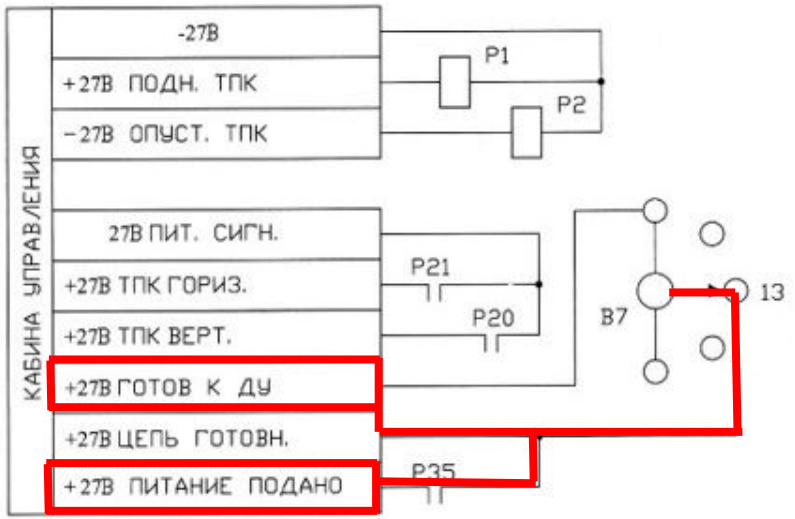 КАБИНА УПРАВЛЕНИЯ
-27В
+27В ПОДН. ТПК
-27В ОПУСТ. ТПК
27В ПИТ. СИГН.
+27В ТПК ГОРИЗ.
+27В ТПК ВЕРТ.
+27В ГОТОВ К ДУ
+27В ЦЕПЬ ГОТОВН.
+27В ПИТАНИЕ ПОДАНО
Р1
Р2
Р21
Р20
Р35
В7
13